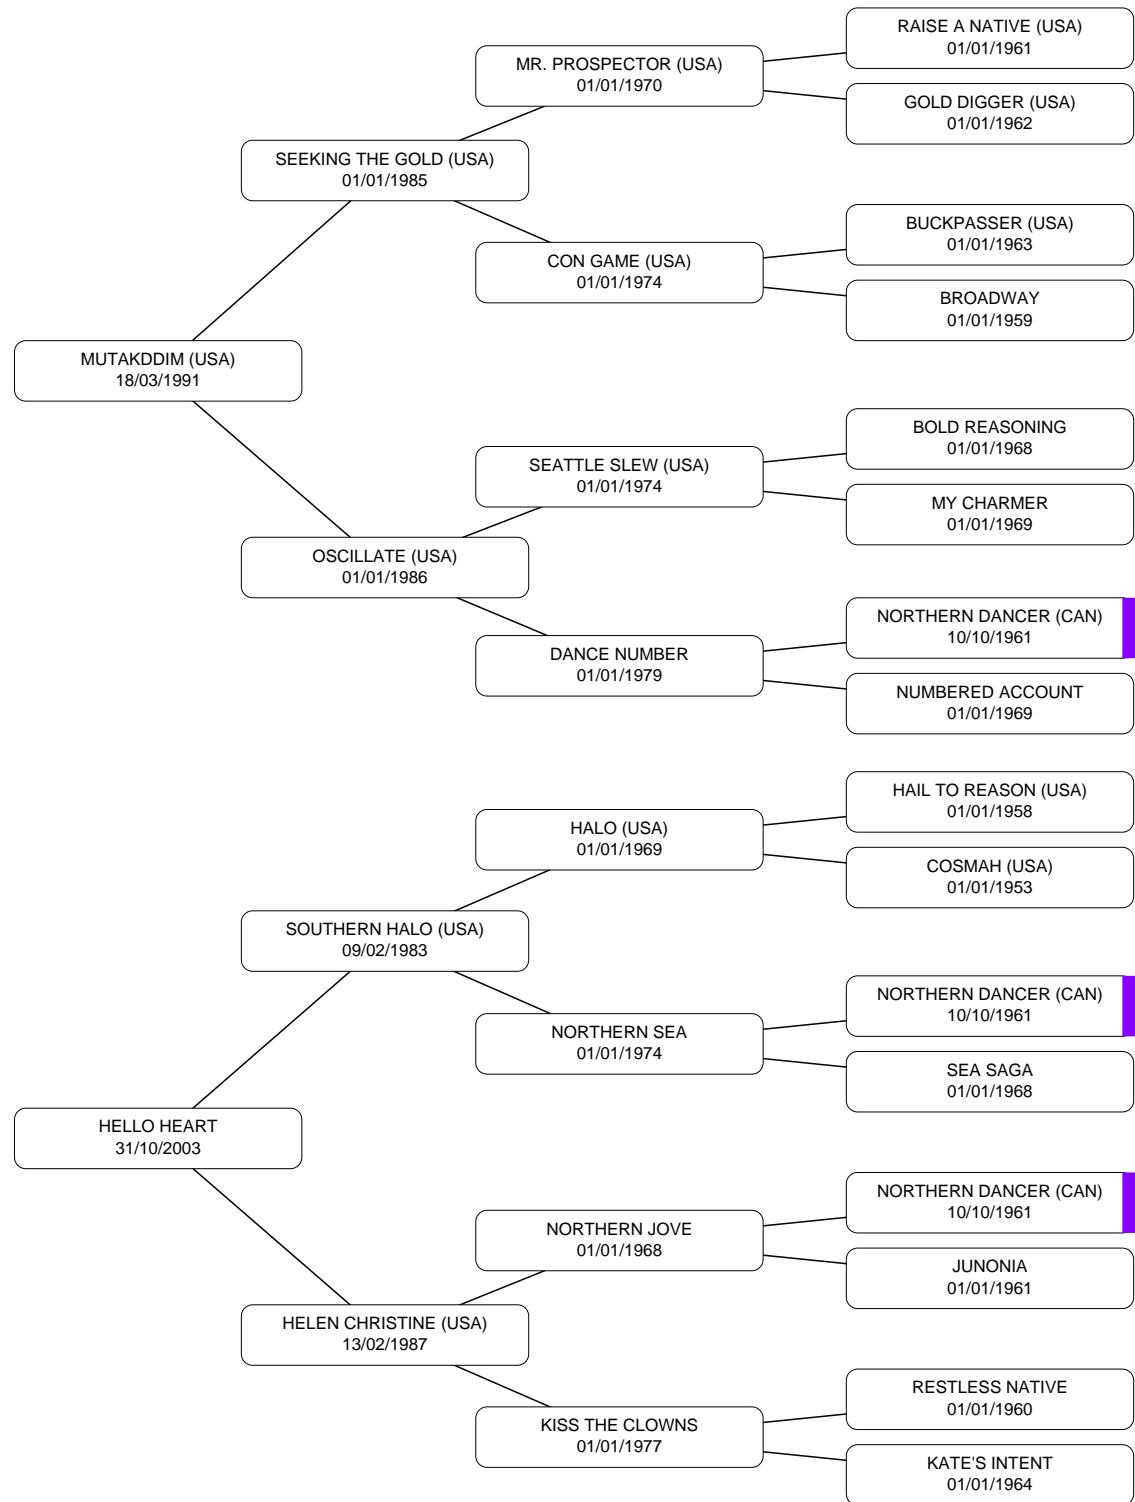 RAISE A NATIVE (USA)
01/01/1961
MR. PROSPECTOR (USA)
01/01/1970
GOLD DIGGER (USA)
01/01/1962
SEEKING THE GOLD (USA)
01/01/1985
BUCKPASSER (USA)
01/01/1963
CON GAME (USA)
01/01/1974
BROADWAY
01/01/1959
MUTAKDDIM (USA)
18/03/1991
BOLD REASONING
01/01/1968
SEATTLE SLEW (USA)
01/01/1974
MY CHARMER
01/01/1969
OSCILLATE (USA)
01/01/1986
NORTHERN DANCER (CAN)
10/10/1961
DANCE NUMBER
01/01/1979
NUMBERED ACCOUNT
01/01/1969
HAIL TO REASON (USA)
01/01/1958
HALO (USA)
01/01/1969
COSMAH (USA)
01/01/1953
SOUTHERN HALO (USA)
09/02/1983
NORTHERN DANCER (CAN)
10/10/1961
NORTHERN SEA
01/01/1974
SEA SAGA
01/01/1968
HELLO HEART
31/10/2003
NORTHERN DANCER (CAN)
10/10/1961
NORTHERN JOVE
01/01/1968
JUNONIA
01/01/1961
HELEN CHRISTINE (USA)
13/02/1987
RESTLESS NATIVE
01/01/1960
KISS THE CLOWNS
01/01/1977
KATE'S INTENT
01/01/1964